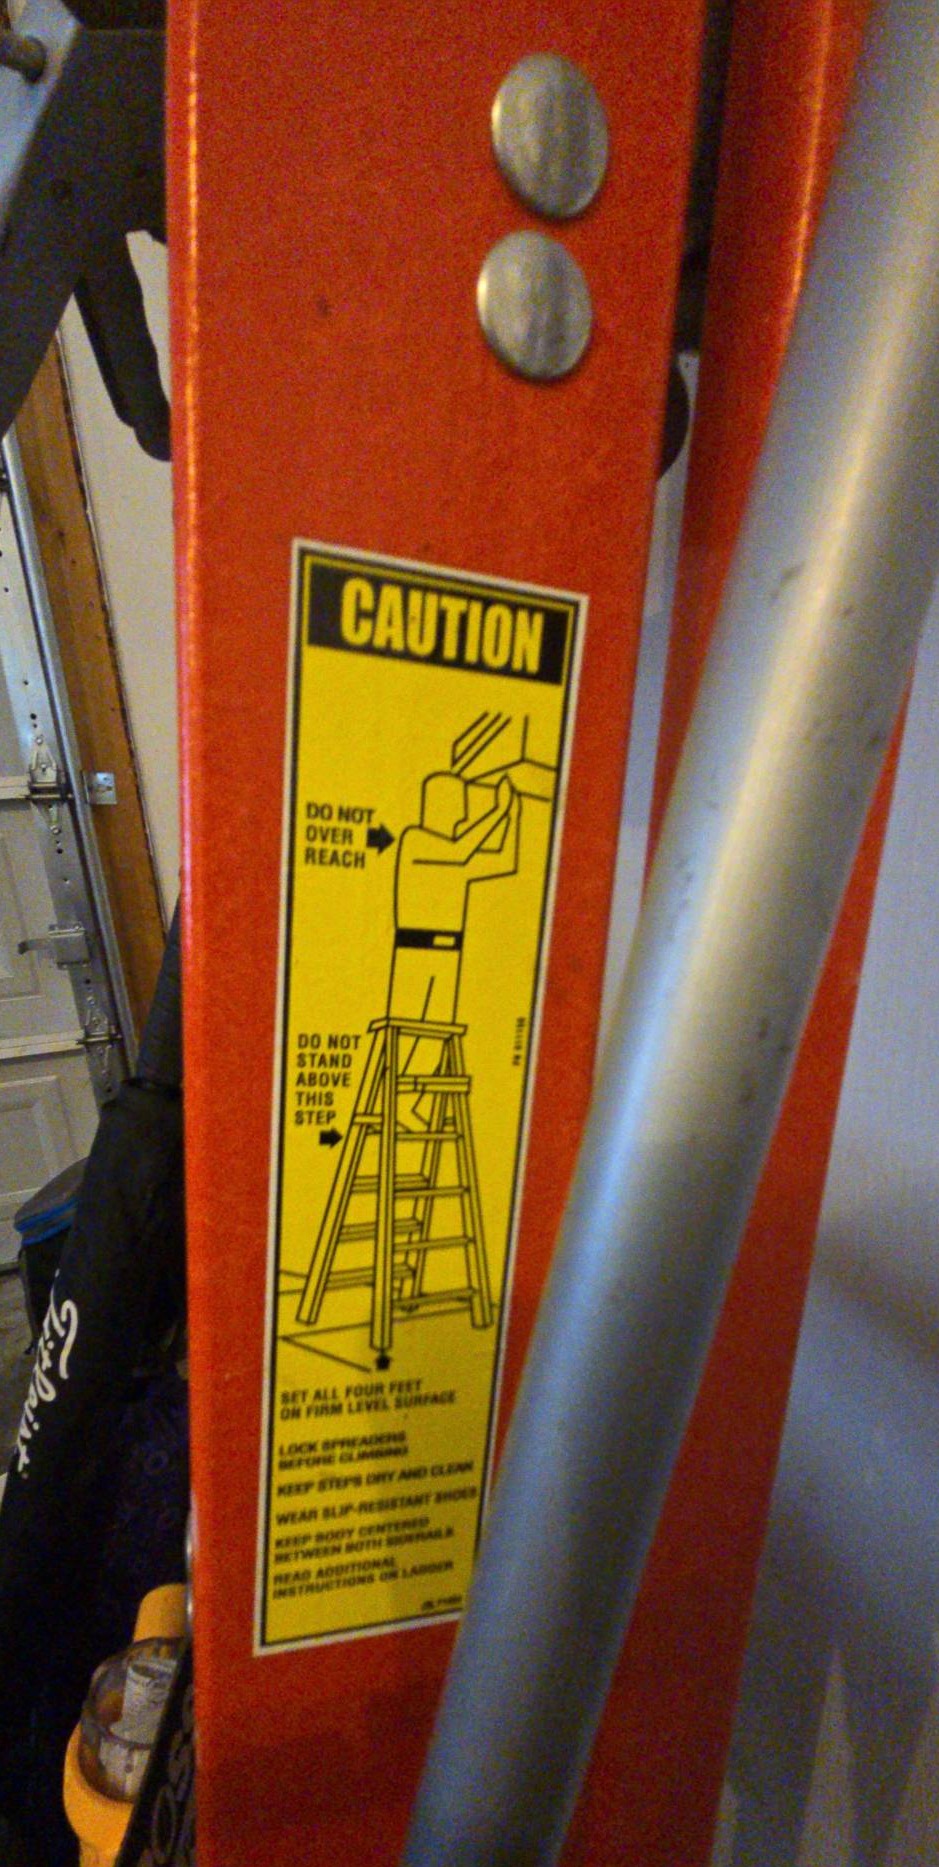 CAUTION
DO NOT
OVER
REACH
DO NOT
STAND
ABOVE
THIS
STEP
SET ALL FOUR FEET
ON FIRM LEVEL SURFACE
LOCK SPREADERS
BEFORE CLIMBING
KEEP STEPS DRY AND CLEAN
WEAR SLIP-RESISTANT SHOES
KEEP BODY CENTERED
BETWEEN BOTH SIDERAILS
READ ADDITIONAL
INSTRUCTIONS ON LADDER
Titleist